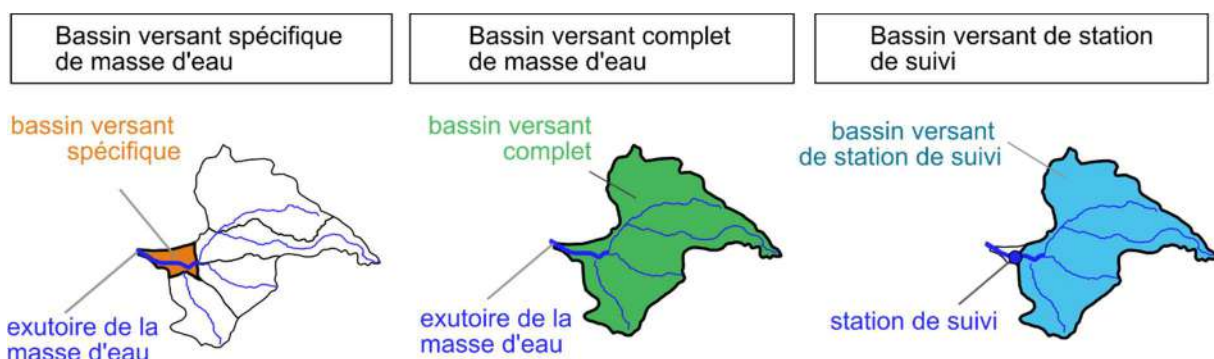 Bassin versant spécifique
de masse d'eau
bassin versant
spécifique
exutoire de la
masse d'eau
Bassin versant complet
de masse d'eau
bassin versant
complet
exutoire de la
masse d'eau
Bassin versant de station
de suivi
bassin versant
de station de suivi
station de suivi